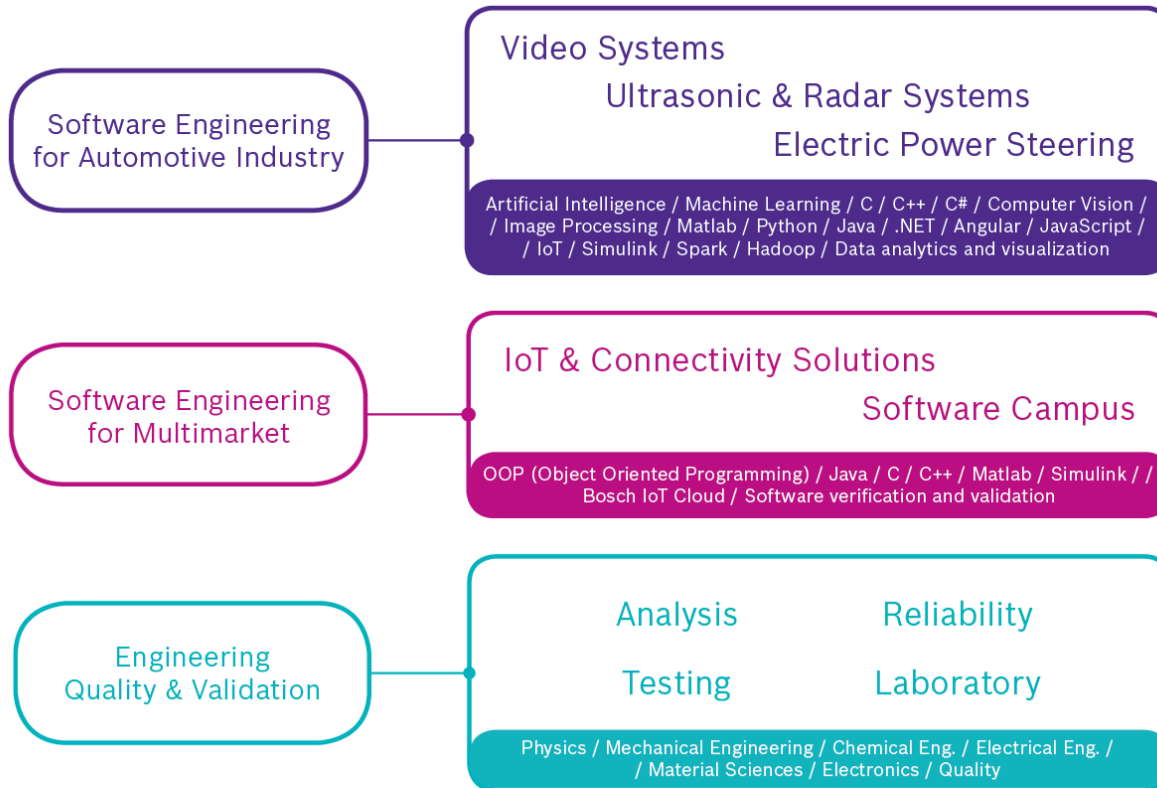 Software Engineering
for Automotive Industry
Video Systems
Ultrasonic & Radar Systems
Electric Power Steering
Artificial Intelligence / Machine Learning / C / C++ / C# / Computer Vision /
/ Image Processing / Matlab / Python / Java / .NET / Angular / JavaScript /
/ IoT / Simulink / Spark / Hadoop / Data analytics and visualization
Software Engineering
for Multimarket
IoT & Connectivity Solutions
Software Campus
OOP (Object Oriented Programming) / Java / C / C++ / Matlab / Simulink / /
Bosch IoT Cloud / Software verification and validation
Engineering
Quality & Validation
Analysis Reliability
Testing Laboratory
Physics / Mechanical Engineering / Chemical Eng. / Electrical Eng. /
/ Material Sciences / Electronics / Quality